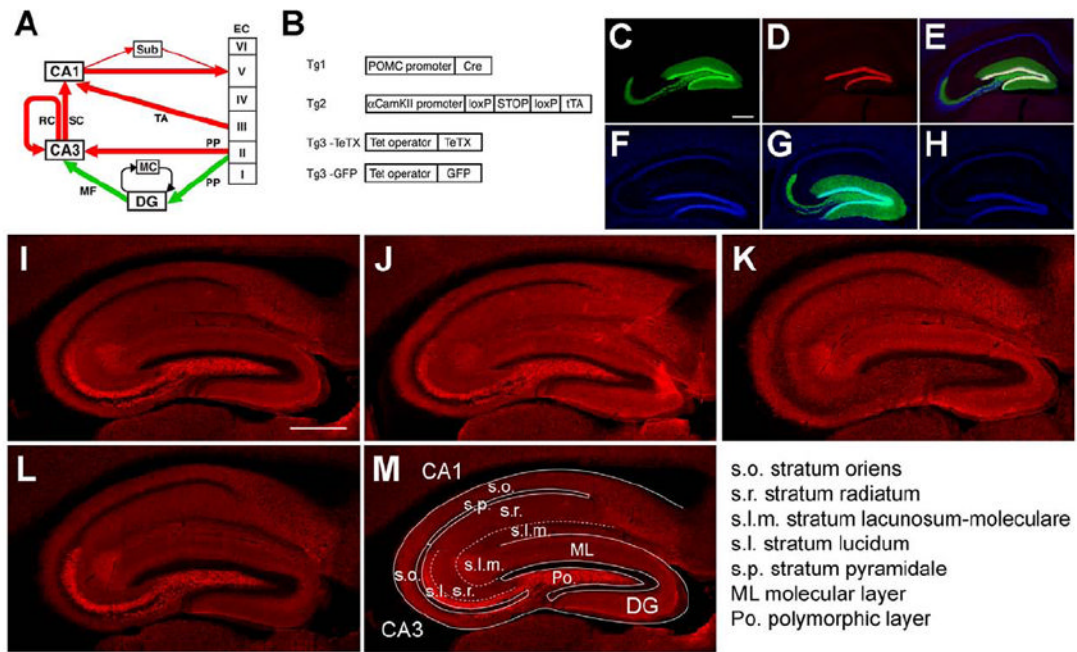 A
EC
VI
V
IV
III
II
I
Sub
CA1
RC
SC
TA
CA3
PP
MC
MF
DG
PP
B
Tg1 POMC promoter Cre
Tg2 αCamKII promoter loxP STOP loxP tTA
Tg3 -TeTX Tet operator TeTX
Tg3 -GFP Tet operator GFP
C
D
E
F
G
H
I
J
K
L
M
CA1
s.o.
s.p.
s.r.
s.l.m.
ML
s.l.m.
s.o.
Po.
s.l. s.r.
DG
CA3
s.o. stratum oriens
s.r. stratum radiatum
s.l.m. stratum lacunosum-moleculare
s.l. stratum lucidum
s.p. stratum pyramidale
ML molecular layer
Po. polymorphic layer